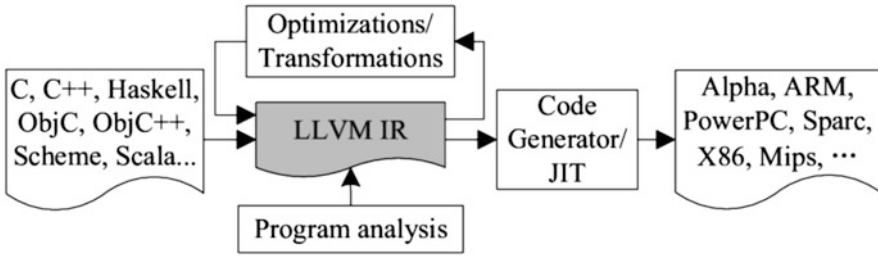 Optimizations/
Transformations
C, C++, Haskell,
ObjC, ObjC++,
Scheme, Scala...
LLVM IR
Code
Generator/
JIT
Alpha, ARM,
PowerPC, Sparc,
X86, Mips, ···
Program analysis